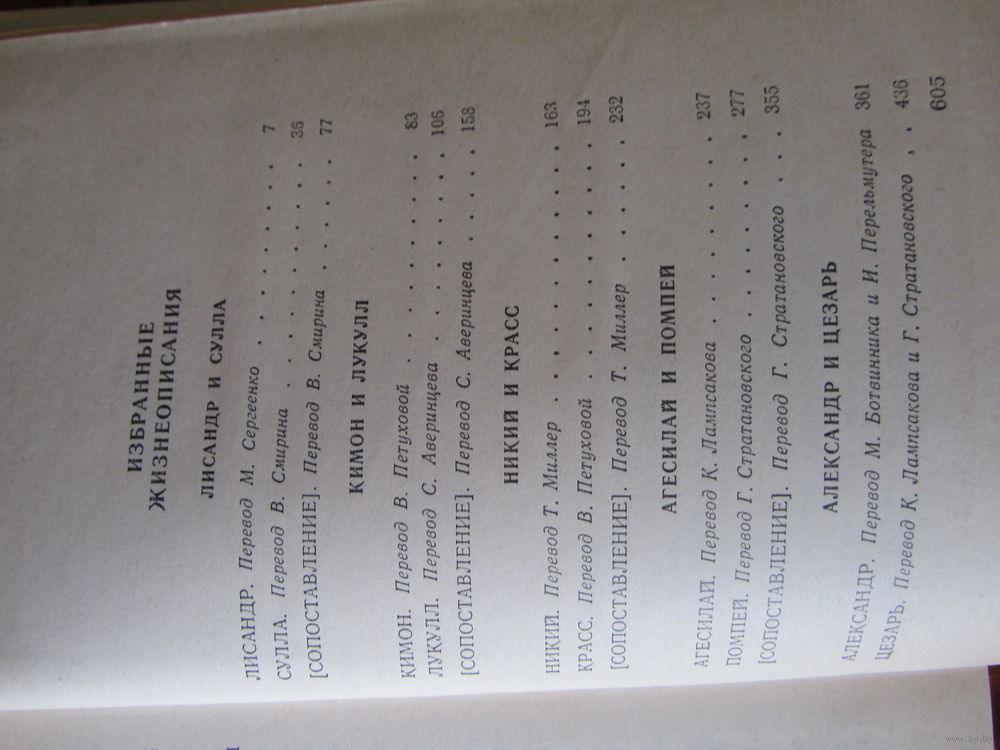 ИЗБРАННЫЕ
ЖИЗНЕОПИСАНИЯ
ЛИСАНДР И СУЛЛА
ЛИСАНДР. Перевод М. Сергеенко . . . . . . . . 7
СУЛЛА. Перевод В. Смирина . . . . . . . . . 36
[СОПОСТАВЛЕНИЕ]. Перевод В. Смирина . . . . . 77
КИМОН И ЛУКУЛЛ
КИМОН. Перевод В. Петуховой . . . . . . . . 83
ЛУКУЛЛ. Перевод С. Аверинцева . . . . . . . 106
[СОПОСТАВЛЕНИЕ]. Перевод С. Аверинцева . . . . 158
НИКИЙ И КРАСС
НИКИЙ. Перевод Т. Миллер . . . . . . . . . 163
КРАСС. Перевод В. Петуховой . . . . . . . . 194
[СОПОСТАВЛЕНИЕ]. Перевод Т. Миллер . . . . . 232
АГЕСИЛАЙ И ПОМПЕЙ
АГЕСИЛАЙ. Перевод К. Лампсакова . . . . . . . 237
ПОМПЕЙ. Перевод Г. Стратановского . . . . . . 277
[СОПОСТАВЛЕНИЕ]. Перевод Г. Стратановского . . . 355
АЛЕКСАНДР И ЦЕЗАРЬ
АЛЕКСАНДР. Перевод М. Ботвинника и И. Перельмутера 361
ЦЕЗАРЬ. Перевод К. Лампсакова и Г. Стратановского , . 436
605
www.ay.by